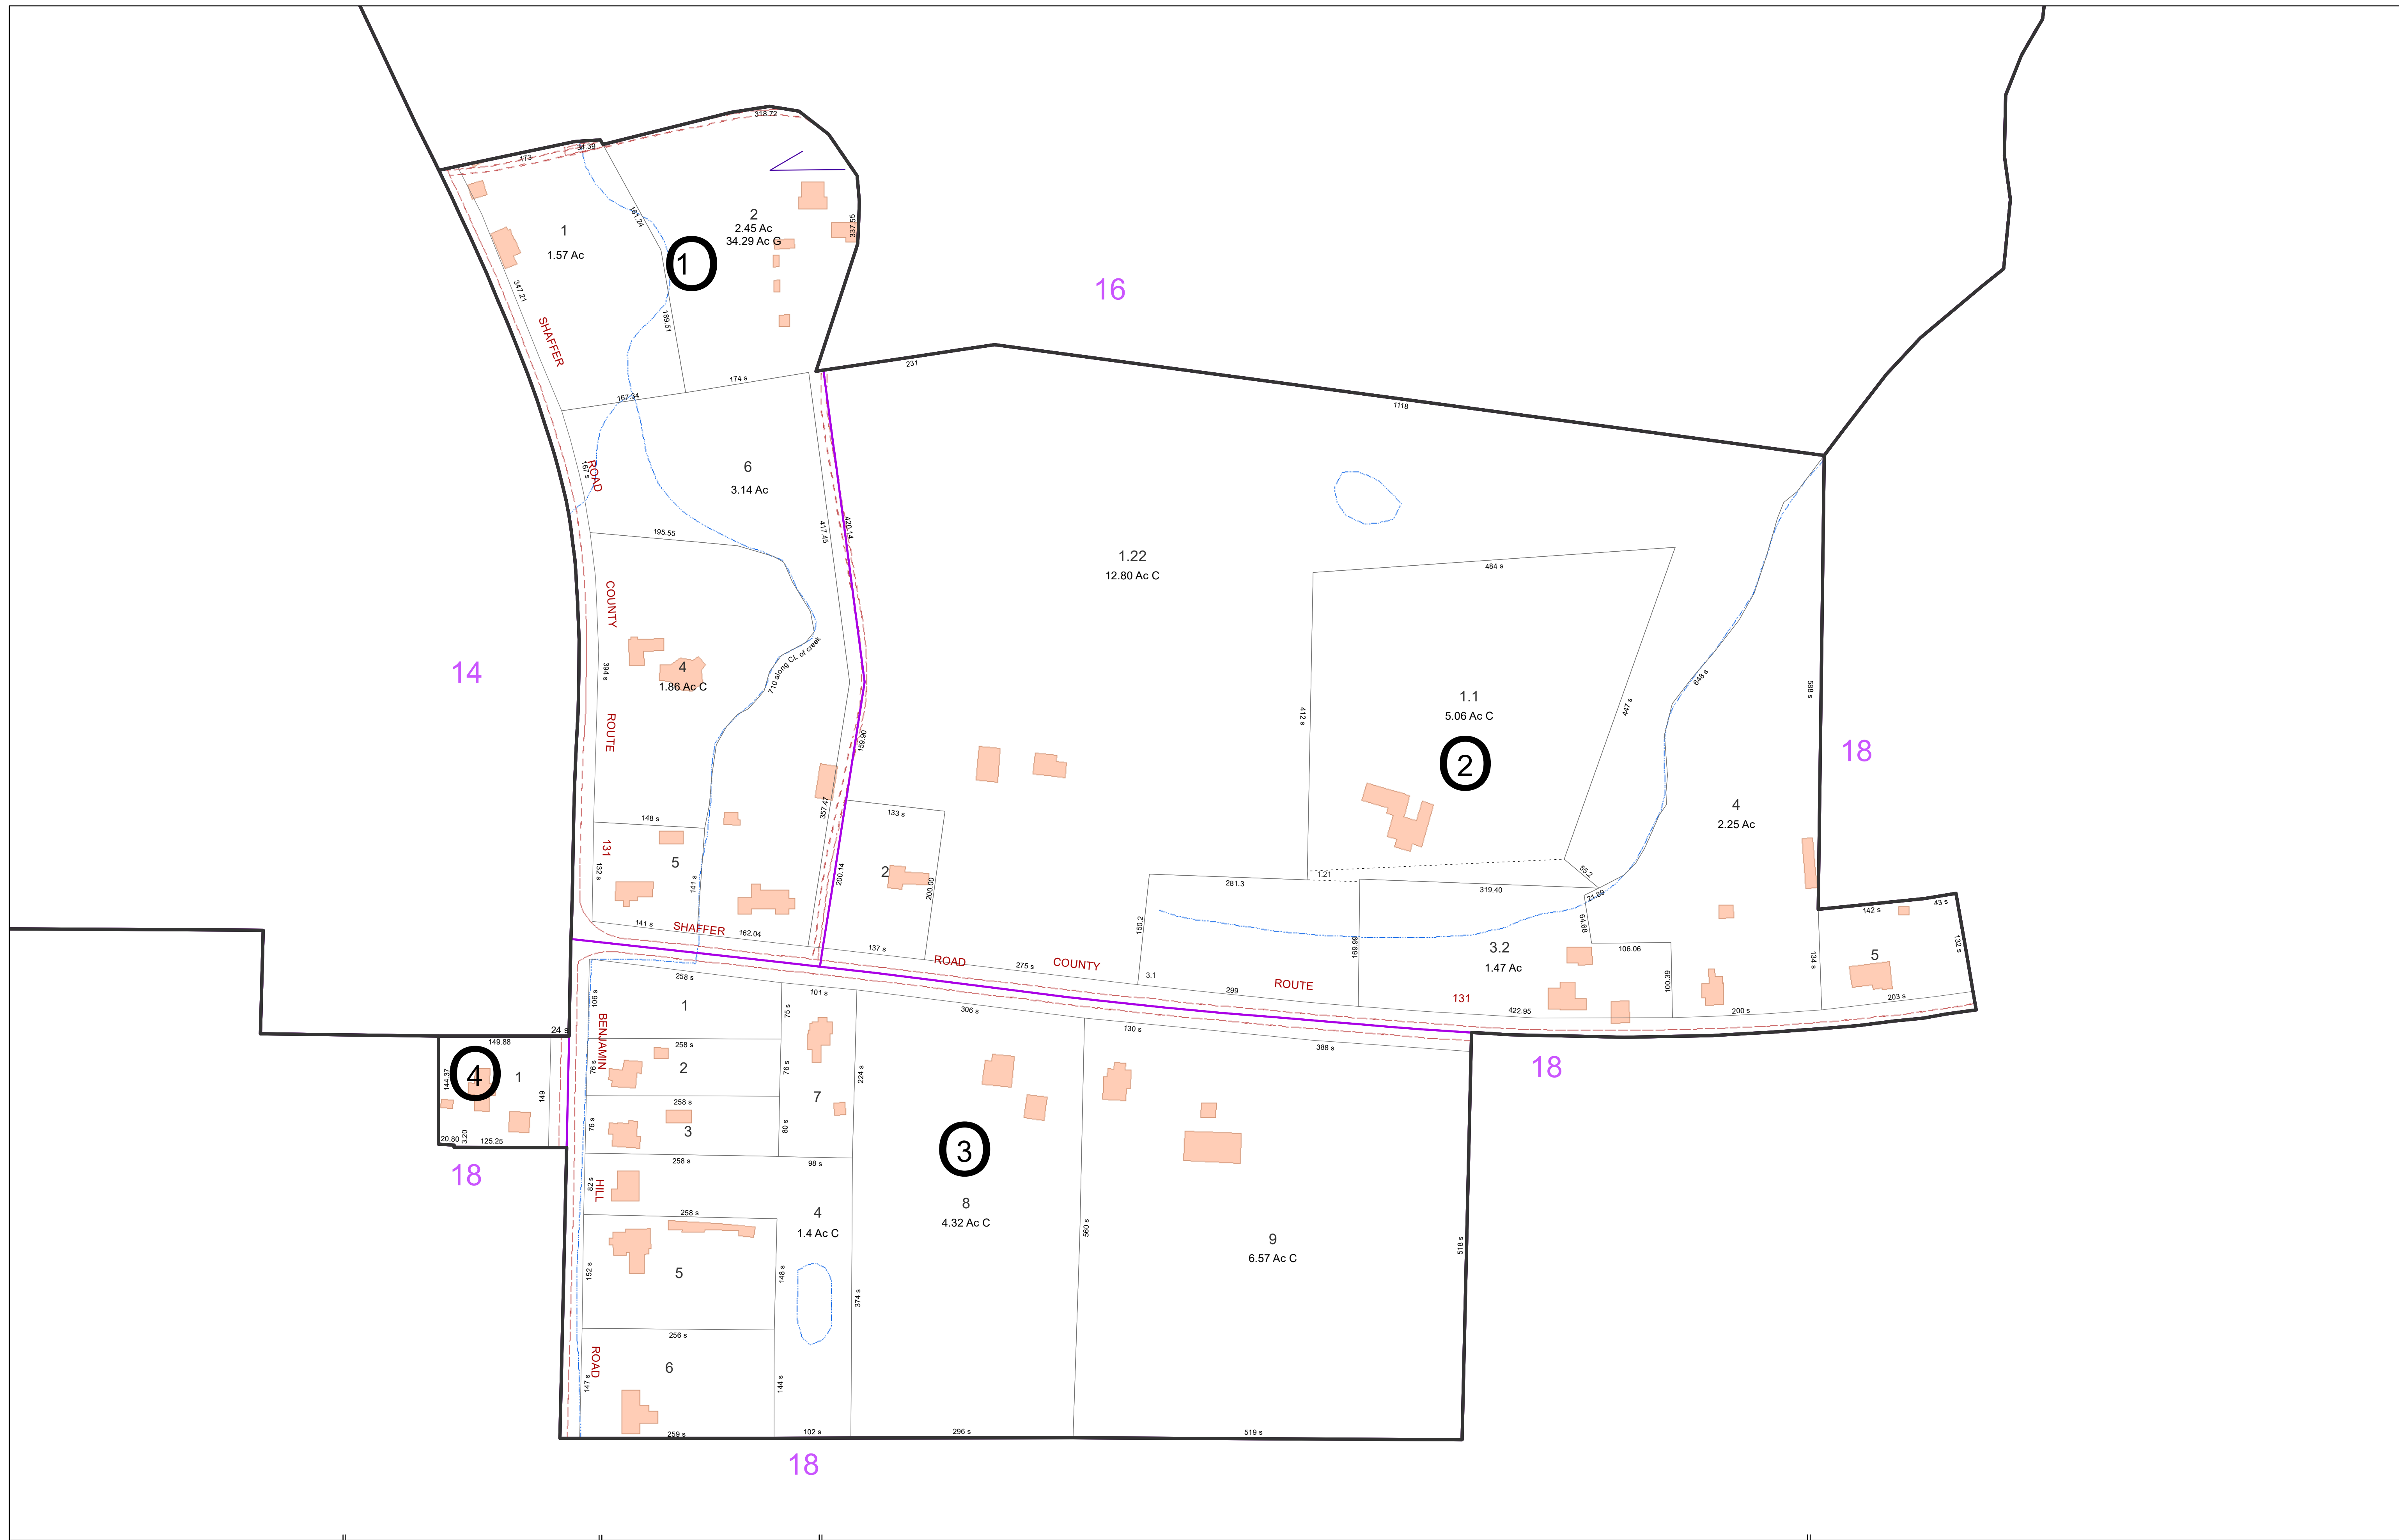 318.72
34.39
173
1
1.57 Ac
181.24
2
2.45 Ac
34.29 Ac G
337.55
1
347.21
189.51
SHAFFER
16
231
174 s
167.34
1118
167 s
ROAD
6
3.14 Ac
195.55
417.45
420.14
1.22
12.80 Ac C
484 s
COUNTY
14
394 s
4
1.86 Ac C
710 along CL of creek
648 s
588 s
412 s
1.1
5.06 Ac C
447 s
ROUTE
159.90
2
18
357.47
133 s
4
2.25 Ac
148 s
131
132 s
5
141 s
200.14
2
200.00
55.2
1.21
281.3
319.40
21.89
142 s
43 s
141 s
SHAFFER
162.04
137 s
150.2
64.68
132 s
169.99
3.2
1.47 Ac
106.06
134 s
5
ROAD
275 s
COUNTY
3.1
258 s
101 s
299
ROUTE
131
100.39
203 s
422.95
200 s
106 s
1
75 s
306 s
130 s
388 s
24 s
149.88
BENJAMIN
258 s
18
144.37
4
1
149
76 s
2
76 s
224 s
258 s
7
20.80
3.20
125.25
76 s
3
80 s
3
258 s
98 s
18
82 s
HILL
258 s
4
1.4 Ac C
8
4.32 Ac C
560 s
9
6.57 Ac C
518 s
152 s
5
148 s
374 s
256 s
ROAD
6
147 s
144 s
259 s
102 s
296 s
519 s
18